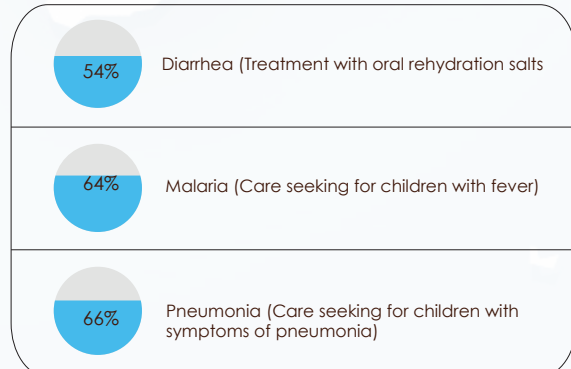 54%
Diarrhea (Treatment with oral rehydration salts
64%
Malaria (Care seeking for children with fever)
66%
Pneumonia (Care seeking for children with
symptoms of pneumonia)